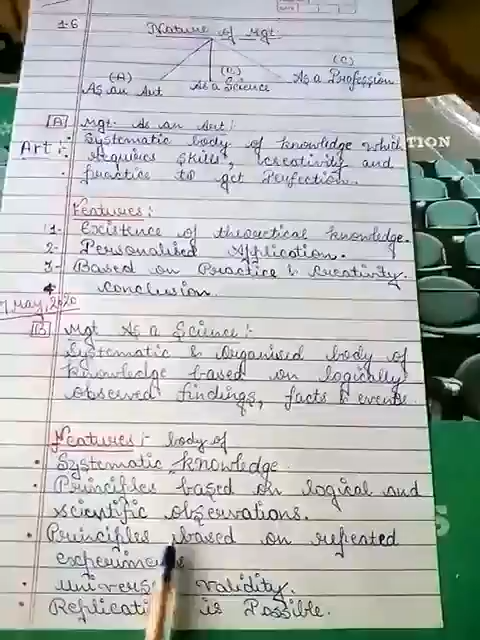 1.6 Nature of Mgt.
(A) (B) (C)
As an Art As a Science As a Profession
[A] Mgt. As an Art :
Art :- Systematic body of knowledge which
requires skills, creativity and
practice to get Perfection.
Features :
1- Existence of theoretical knowledge.
2- Personalised Application.
3- Based on Practice & Creativity.
4 Conclusion.
May, 2020
[B] Mgt As a Science :-
Systematic & Organised body of
knowledge based on logically
observed findings, facts & events.
Features :- body of
Systematic knowledge.
Principles based on logical and
scientific observations.
Principles based on repeated
validity.
is Possible.
TION